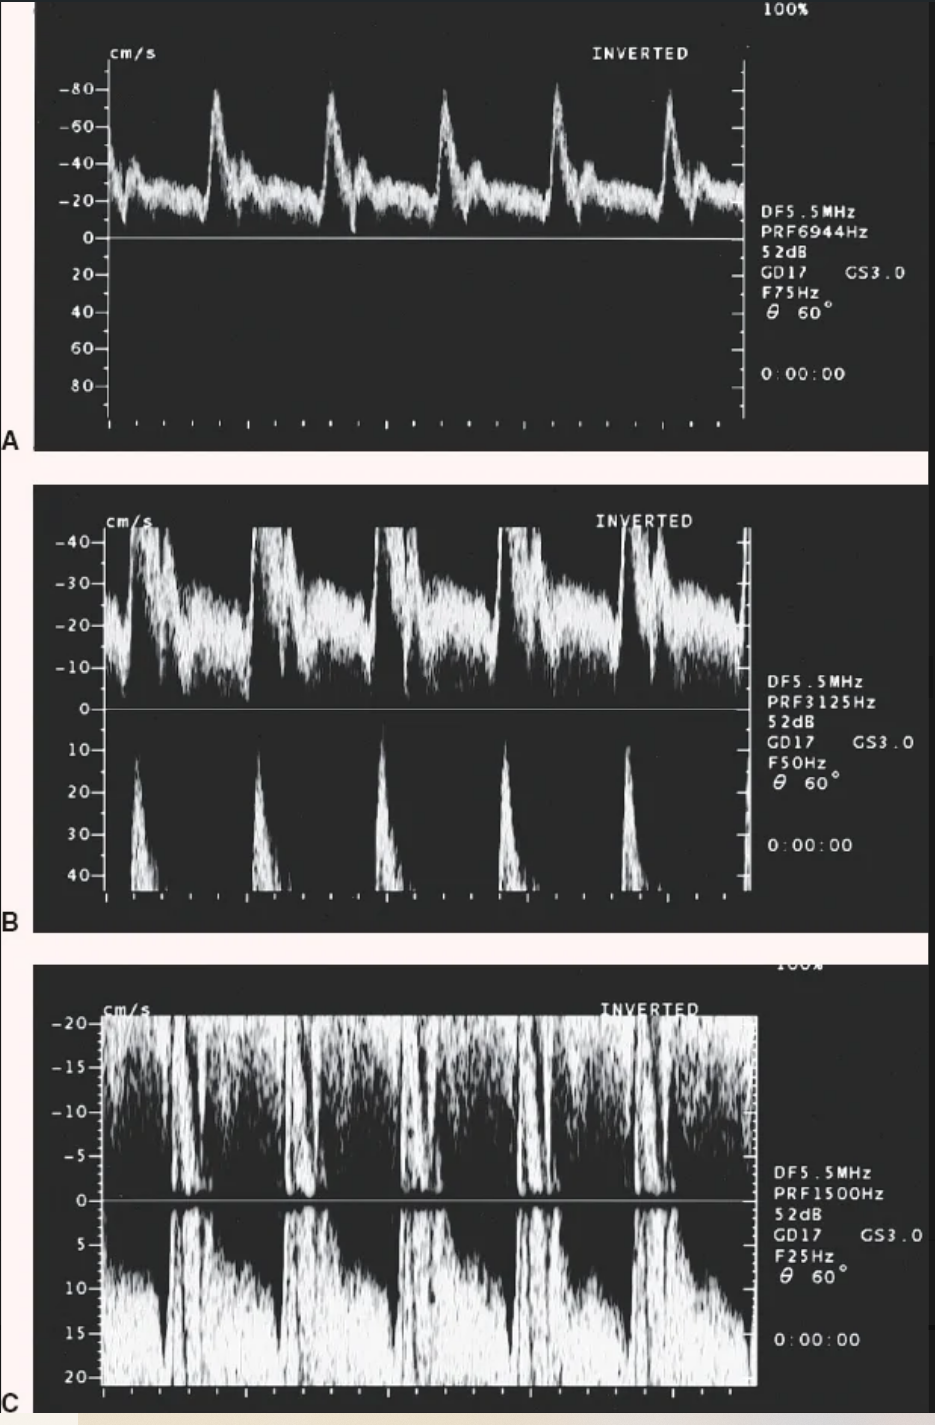 100%
cm/s INVERTED
-80
-60
-40
-20
0
20
40
60
80
DF5.5MHz
PRF6944Hz
52dB
GD17 GS3.0
F75Hz
θ 60°
0:00:00
A
cm/s INVERTED
-40
-30
-20
-10
0
10
20
30
40
DF5.5MHz
PRF3125Hz
52dB
GD17 GS3.0
F50Hz
θ 60°
0:00:00
B
100%
cm/s INVERTED
-20
-15
-10
-5
0
5
10
15
20
DF5.5MHz
PRF1500Hz
52dB
GD17 GS3.0
F25Hz
θ 60°
0:00:00
C